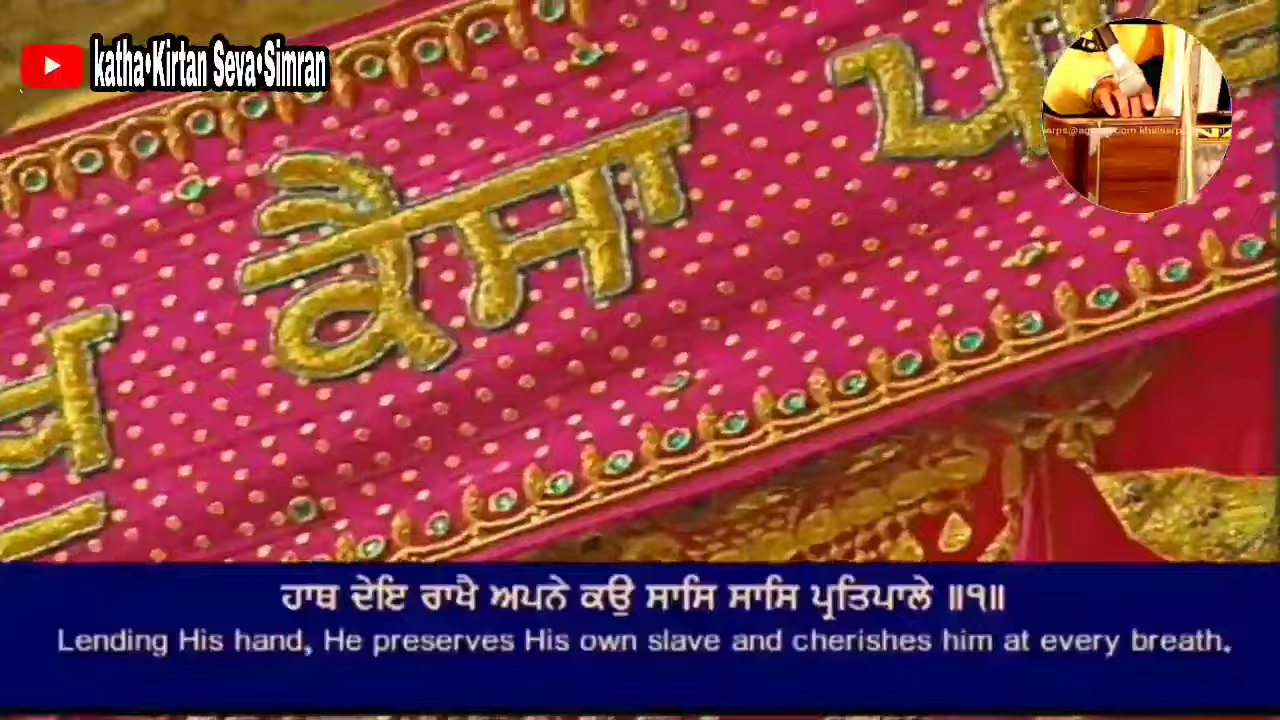 katha•Kirtan Seva•Simran
ਕੈਸਾ
ਹਾਥ ਦੇਇ ਰਾਖੈ ਅਪਨੇ ਕਉ ਸਾਸਿ ਸਾਸਿ ਪ੍ਰਤਿਪਾਲੇ ॥੧॥
Lending His hand, He preserves His own slave and cherishes him at every breath.